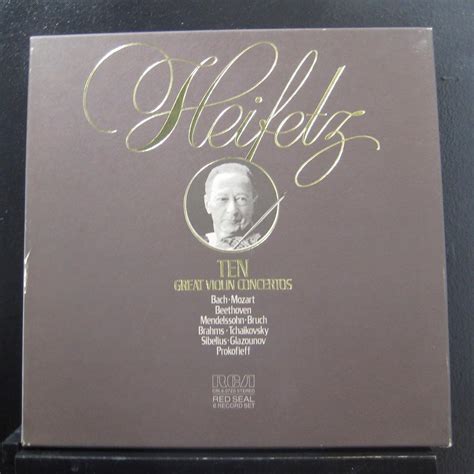 Heifetz
TEN
GREAT VIOLIN CONCERTOS
Bach·Mozart
Beethoven
Mendelssohn·Bruch
Brahms·Tchaikovsky
Sibelius·Glazounov
Prokofieff
RCA
STEREO
RED SEAL
6 RECORD SET